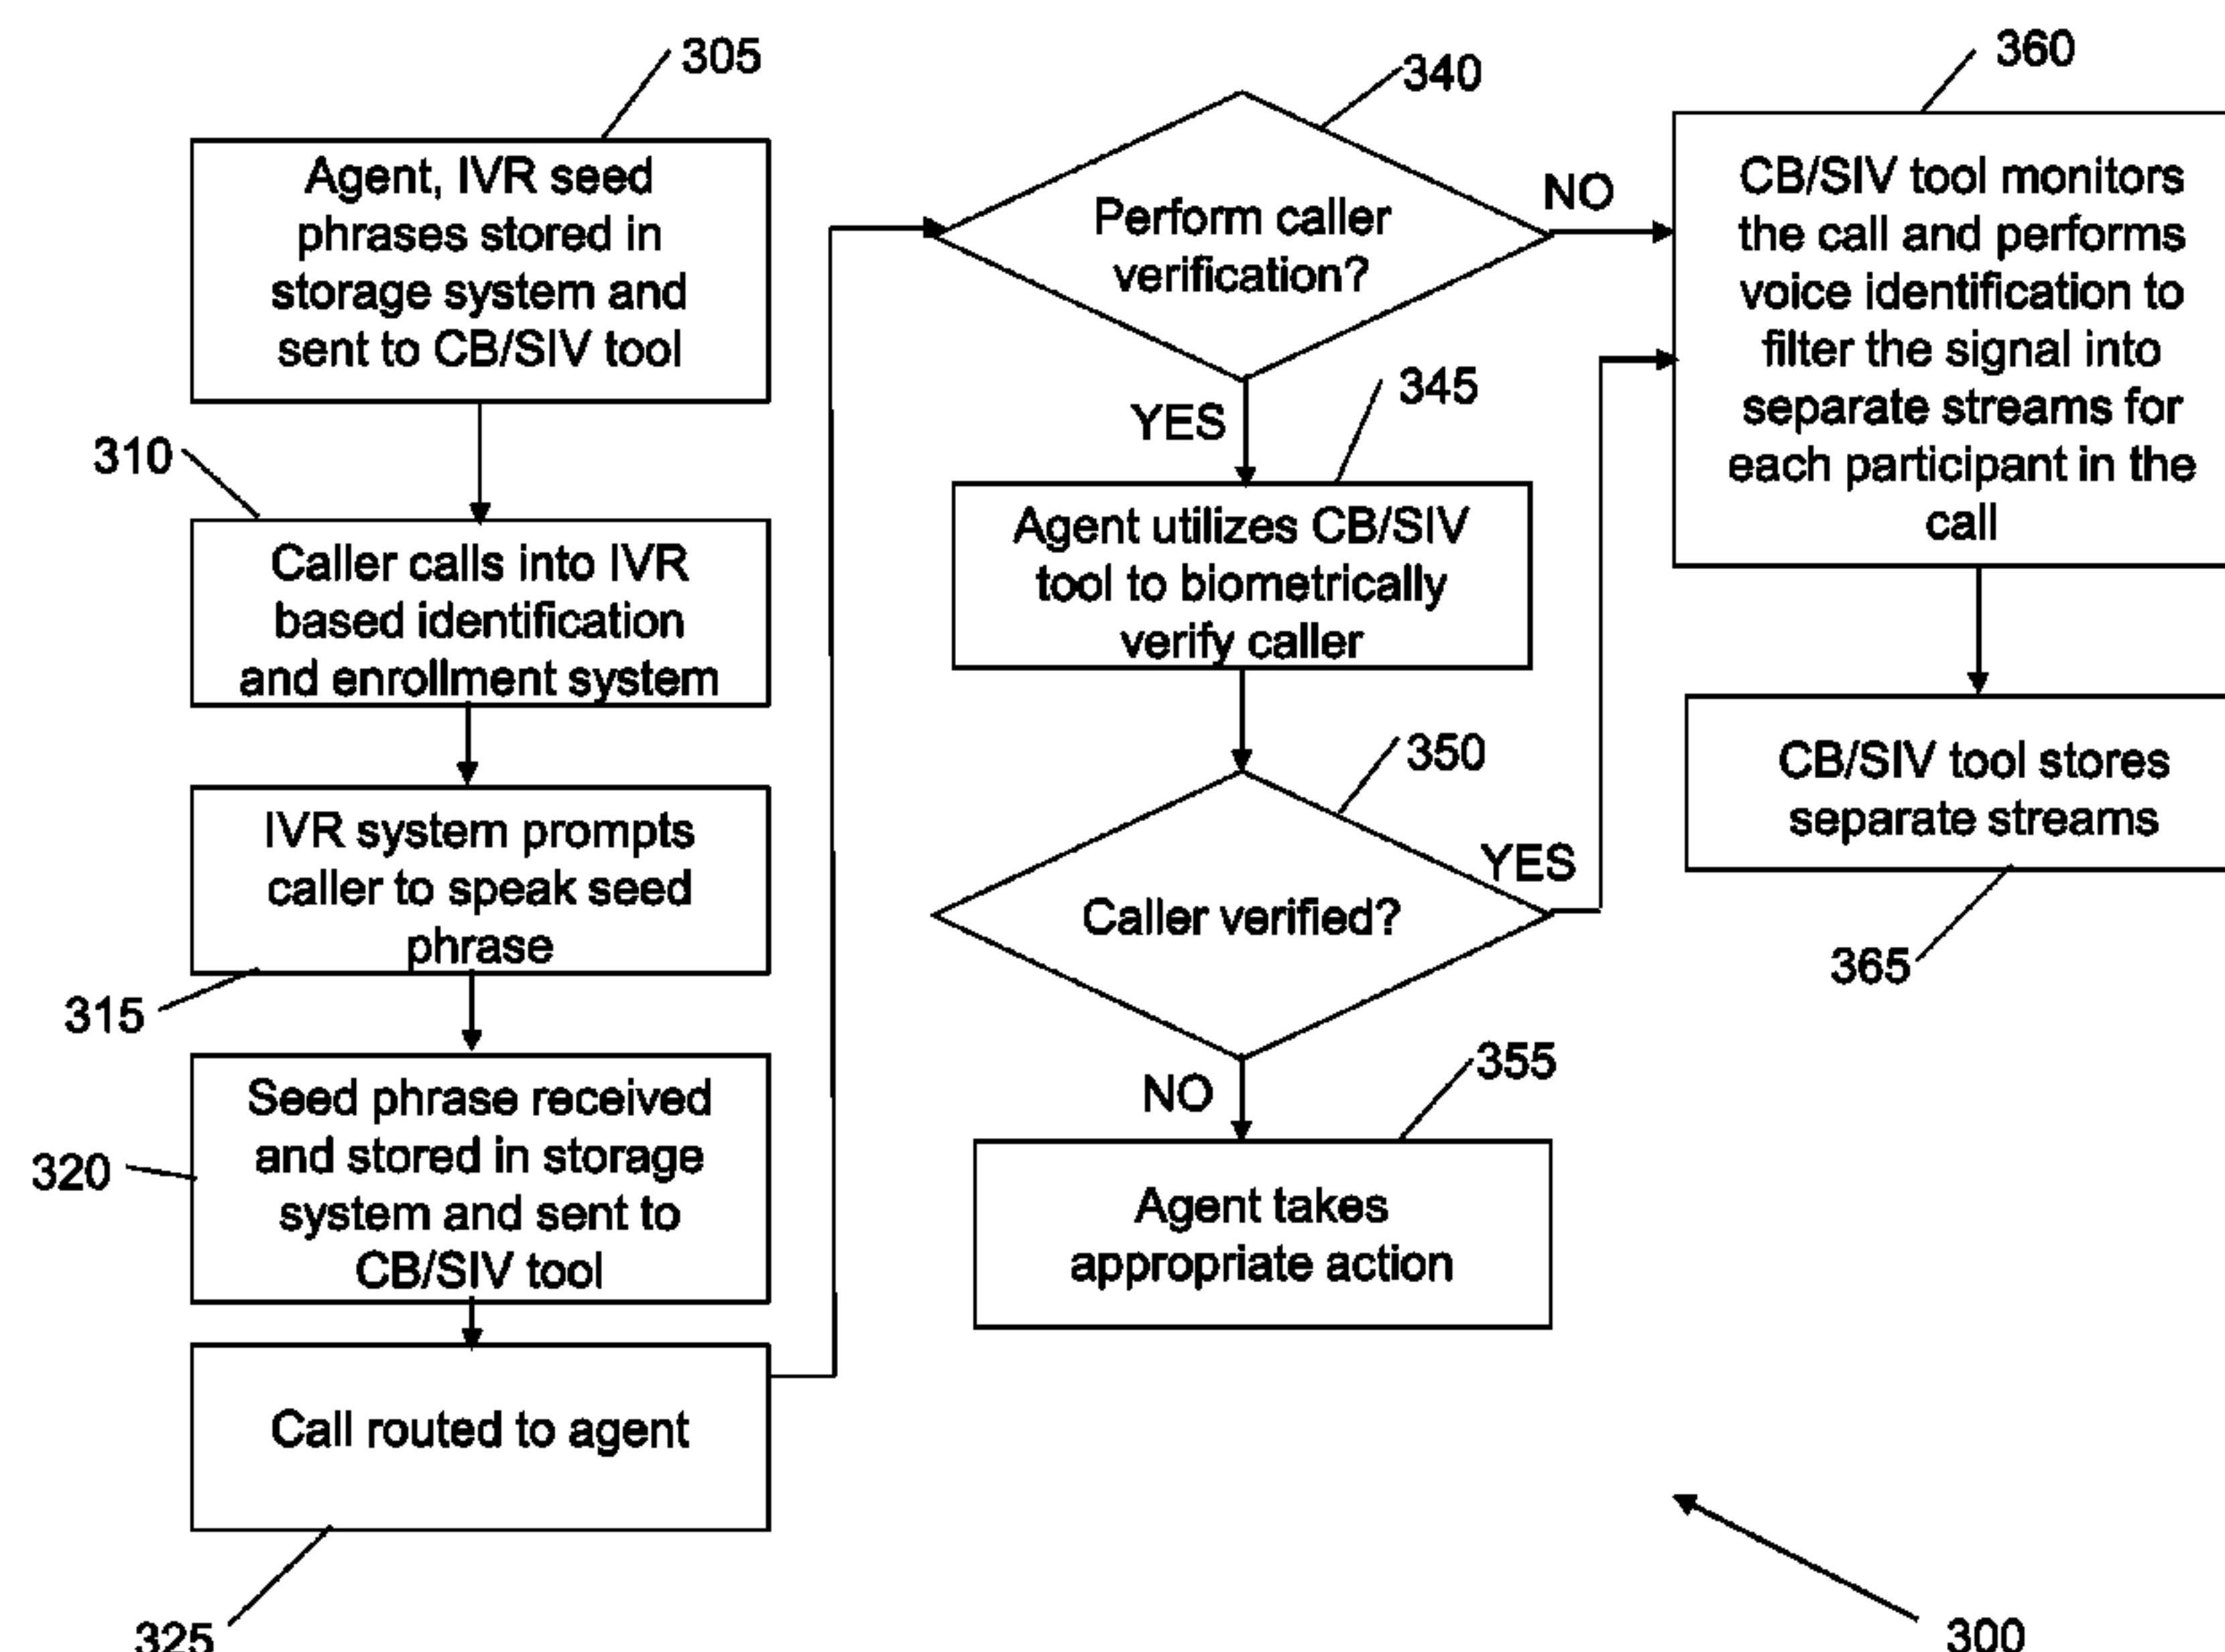 305
Agent, IVR seed
phrases stored in
storage system and
sent to CB/SIV tool
310
Caller calls into IVR
based identification
and enrollment system
IVR system prompts
caller to speak seed
phrase
315
Seed phrase received
and stored in storage
system and sent to
CB/SIV tool
320
Call routed to agent
325
340
Perform caller
verification?
NO
YES
345
Agent utilizes CB/SIV
tool to biometrically
verify caller
350
Caller verified?
YES
NO
355
Agent takes
appropriate action
360
CB/SIV tool monitors
the call and performs
voice identification to
filter the signal into
separate streams for
each participant in the
call
CB/SIV tool stores
separate streams
365
300